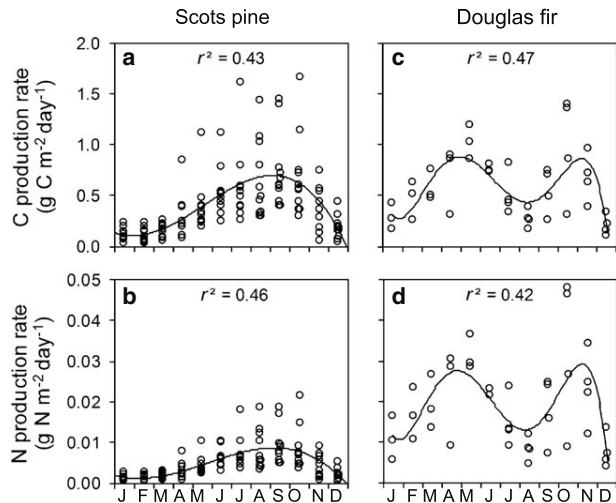 Scots pine Douglas fir
a r² = 0.43 c r² = 0.47
C production rate
(g C m⁻² day⁻¹)
2.0
1.5
1.0
0.5
0.0
b r² = 0.46 d r² = 0.42
N production rate
(g N m⁻² day⁻¹)
0.05
0.04
0.03
0.02
0.01
0.00
J F M A M J J A S O N D J F M A M J J A S O N D